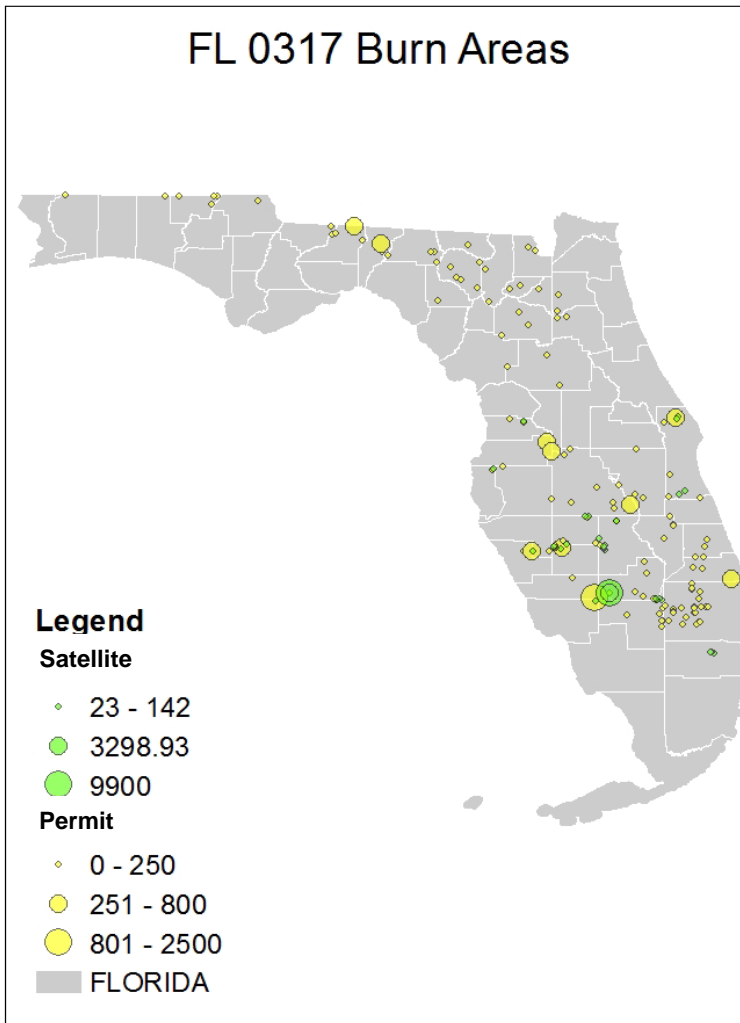 FL 0317 Burn Areas
Legend
Satellite
23 - 142
3298.93
9900
Permit
0 - 250
251 - 800
801 - 2500
FLORIDA